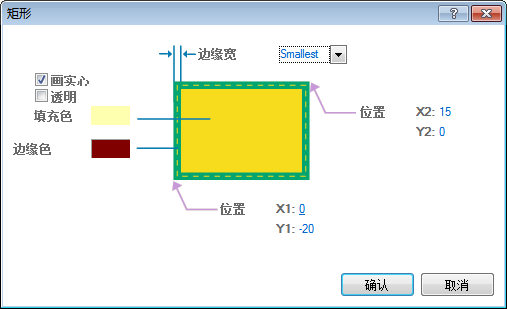 矩形
边缘宽
Smallest
画实心
透明
填充色
位置
X2: 15
Y2: 0
边缘色
位置
X1: 0
Y1: -20
确认
取消